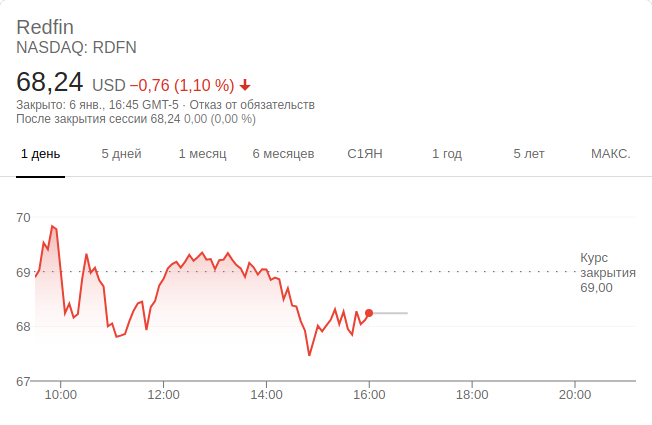 Redfin
NASDAQ: RDFN
68,24 USD −0,76 (1,10 %)
Закрыто: 6 янв., 16:45 GMT-5 · Отказ от обязательств
После закрытия сессии 68,24 0,00 (0,00 %)
1 день 5 дней 1 месяц 6 месяцев С1ЯН 1 год 5 лет МАКС.
70
Курс
69 закрытия
69,00
68
67
10:00 12:00 14:00 16:00 18:00 20:00